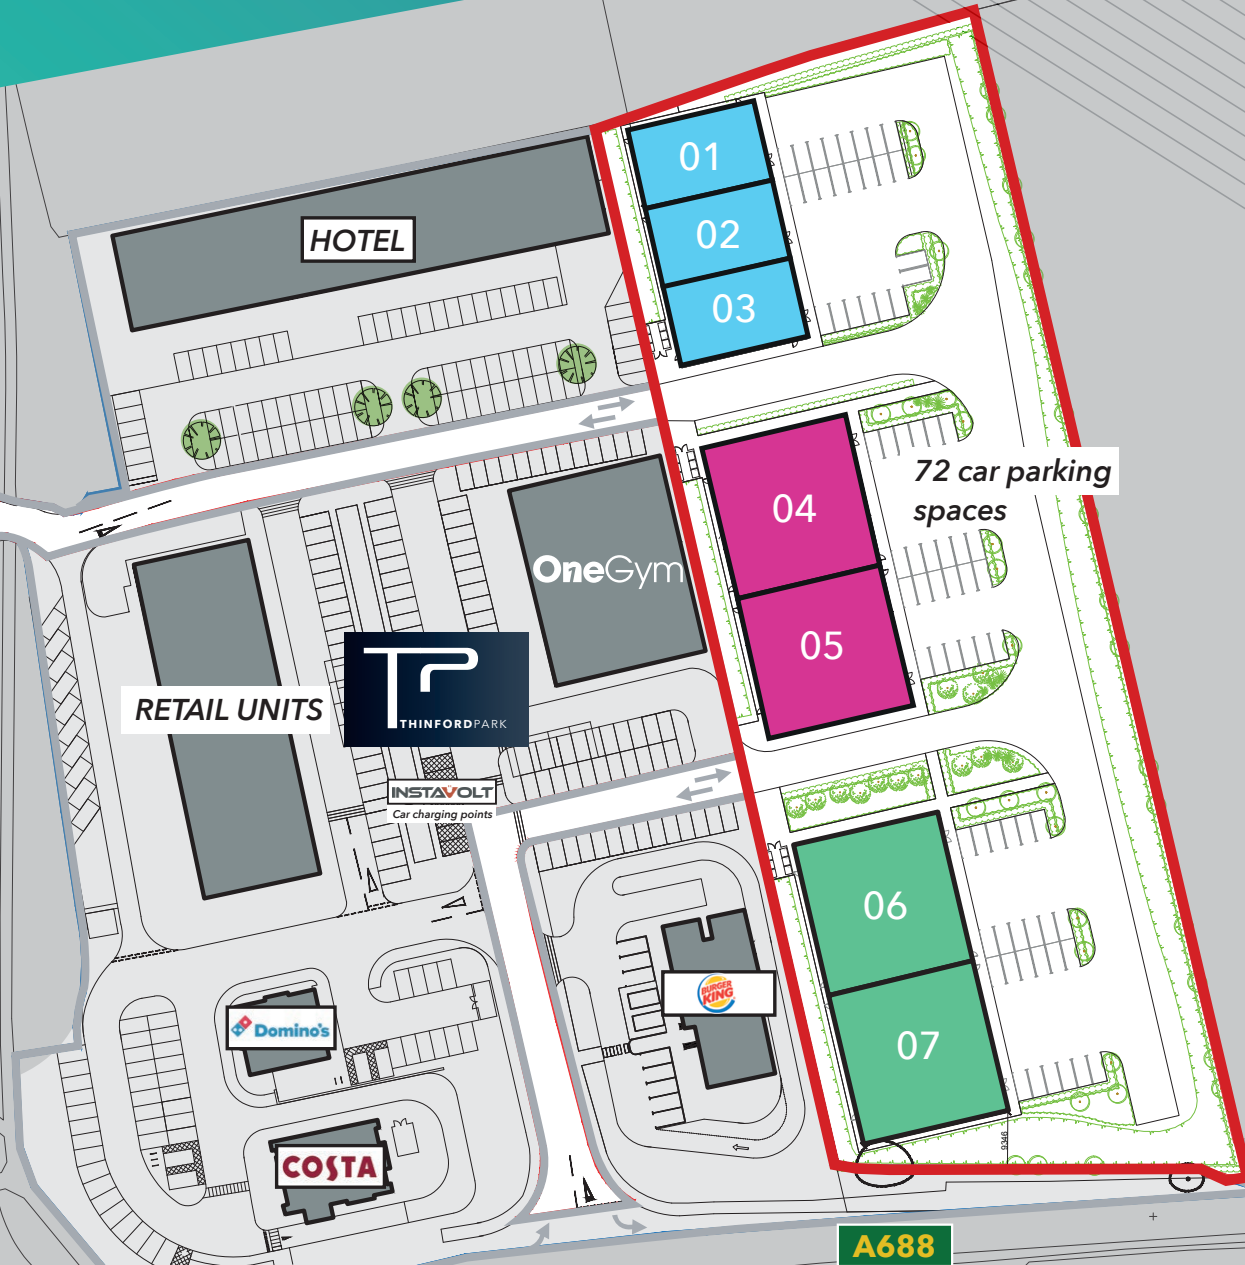 01
02
HOTEL
03
72 car parking
spaces
04
OneGym
05
RETAIL UNITS
TP
THINFORDPARK
INSTAVOLT
Car charging points
06
BURGER
KING
Domino's
07
9346
COSTA
A688